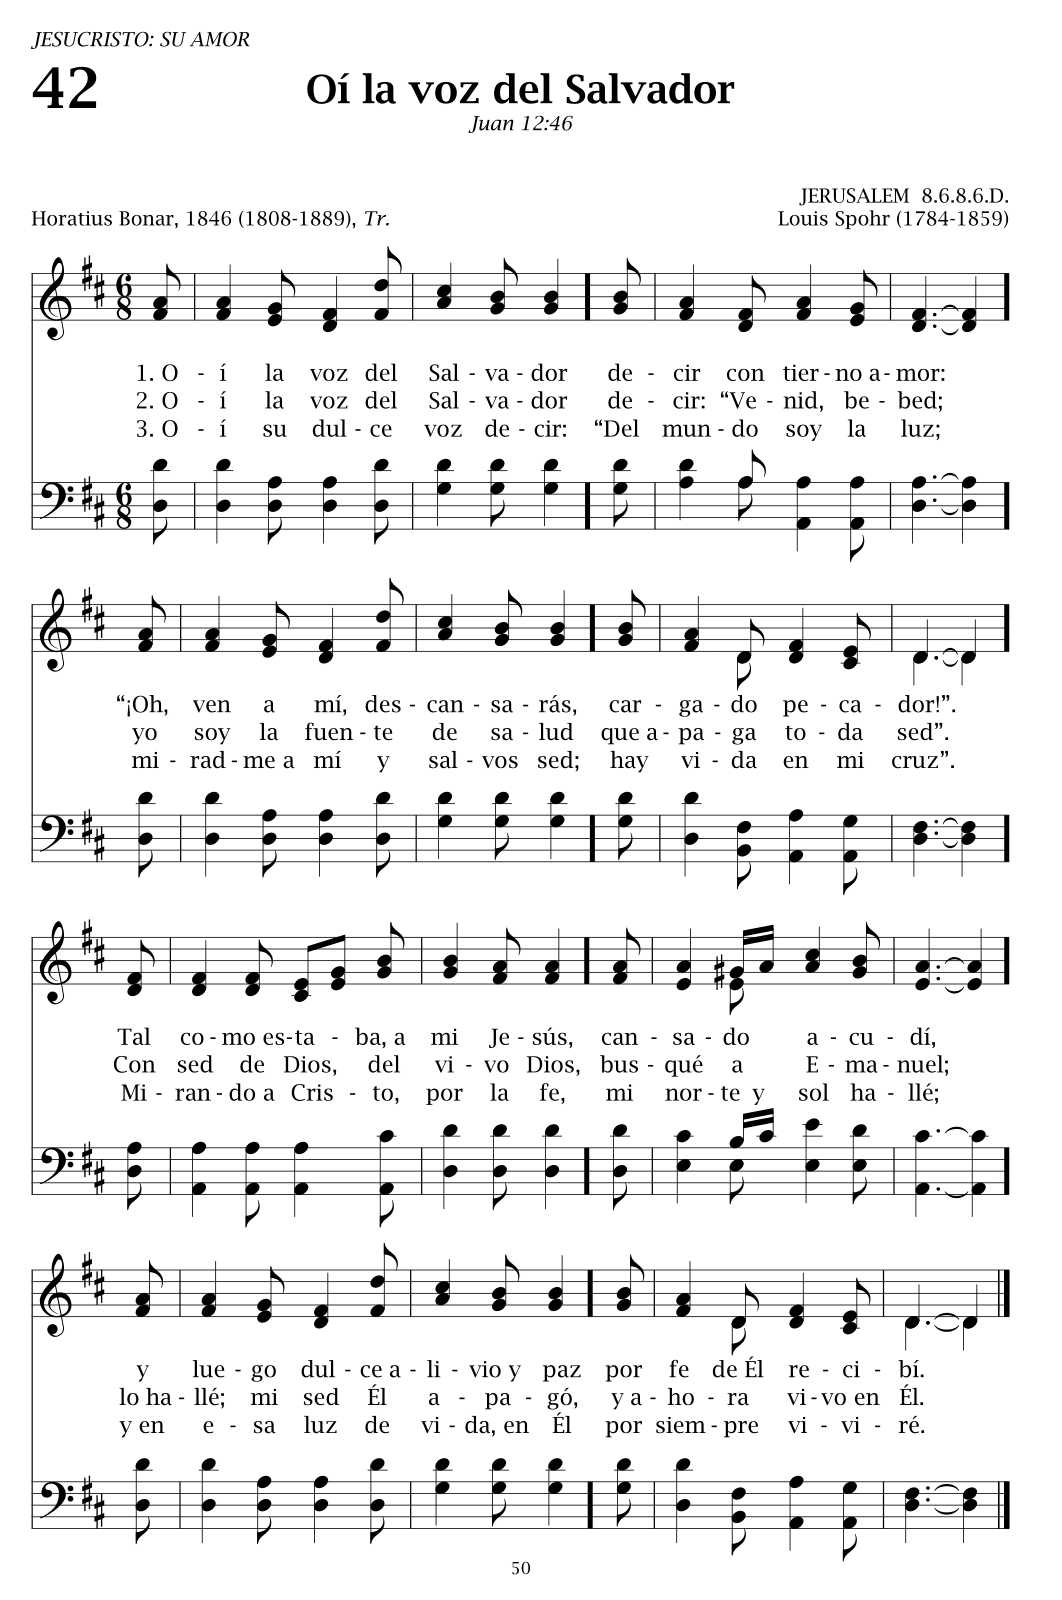 JESUCRISTO: SU AMOR
42 Oí la voz del Salvador
Juan 12:46
JERUSALEM 8.6.8.6.D.
Horatius Bonar, 1846 (1808-1889), Tr. Louis Spohr (1784-1859)
6 8
1. O - í la voz del Sal - va - dor de - cir con tier - no a - mor:
2. O - í la voz del Sal - va - dor de - cir: “Ve - nid, be - bed;
3. O - í su dul - ce voz de - cir: “Del mun - do soy la luz;
6 8
“¡Oh, ven a mí, des - can - sa - rás, car - ga - do pe - ca - dor!”.
yo soy la fuen - te de sa - lud que a - pa - ga to - da sed”.
mi - rad - me a mí y sal - vos sed; hay vi - da en mi cruz”.
Tal co - mo es - ta - ba, a mi Je - sús, can - sa - do a - cu - dí,
Con sed de Dios, del vi - vo Dios, bus - qué a E - ma - nuel;
Mi - ran - do a Cris - to, por la fe, mi nor - te y sol ha - llé;
y lue - go dul - ce a - li - vio y paz por fe de Él re - ci - bí.
lo ha - llé; mi sed Él a - pa - gó, y a - ho - ra vi - vo en Él.
y en e - sa luz de vi - da, en Él por siem - pre vi - vi - ré.
50